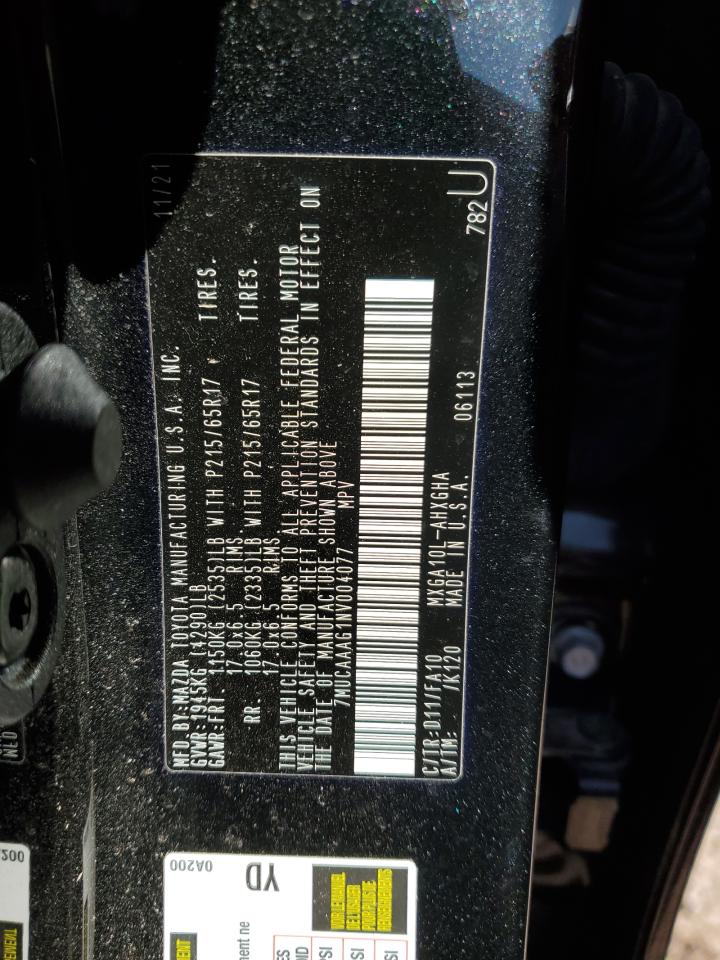 MFD.BY:MAZDA TOYOTA MANUFACTURING U.S.A. INC. 11/21
GVWR:1945KG (4290)LB
GAWR:FRT 1150KG (2535)LB WITH P215/65R17 TIRES.
17.0x6.5 RIMS.
RR. 1060KG (2335)LB WITH P215/65R17 TIRES.
17.0x6.5 RIMS
THIS VEHICLE CONFORMS TO ALL APPLICABLE FEDERAL MOTOR
VEHICLE SAFETY AND THEFT PREVENTION STANDARDS IN EFFECT ON
THE DATE OF MANUFACTURE SHOWN ABOVE
7MUCAAAG1NV004077 MPV
C/TR:D11/FA10 MXGA10L-AHXGHA 06113
A/TM: /K120 MADE IN U.S.A.
782U
0A200
YD